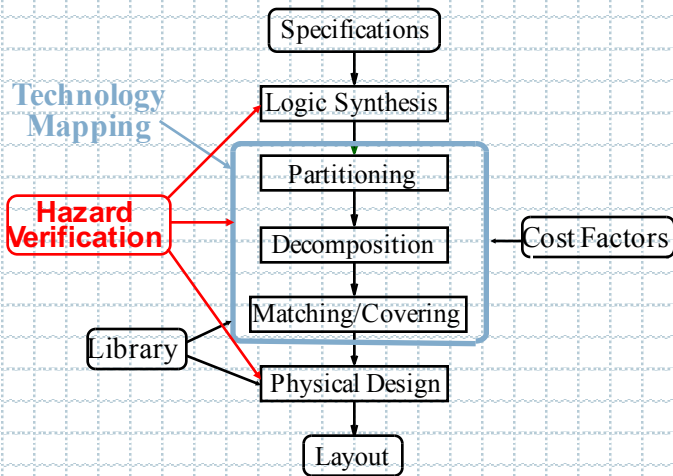 Specifications
Technology
Mapping
Logic Synthesis
Partitioning
Hazard
Verification
Decomposition
Cost Factors
Matching/Covering
Library
Physical Design
Layout